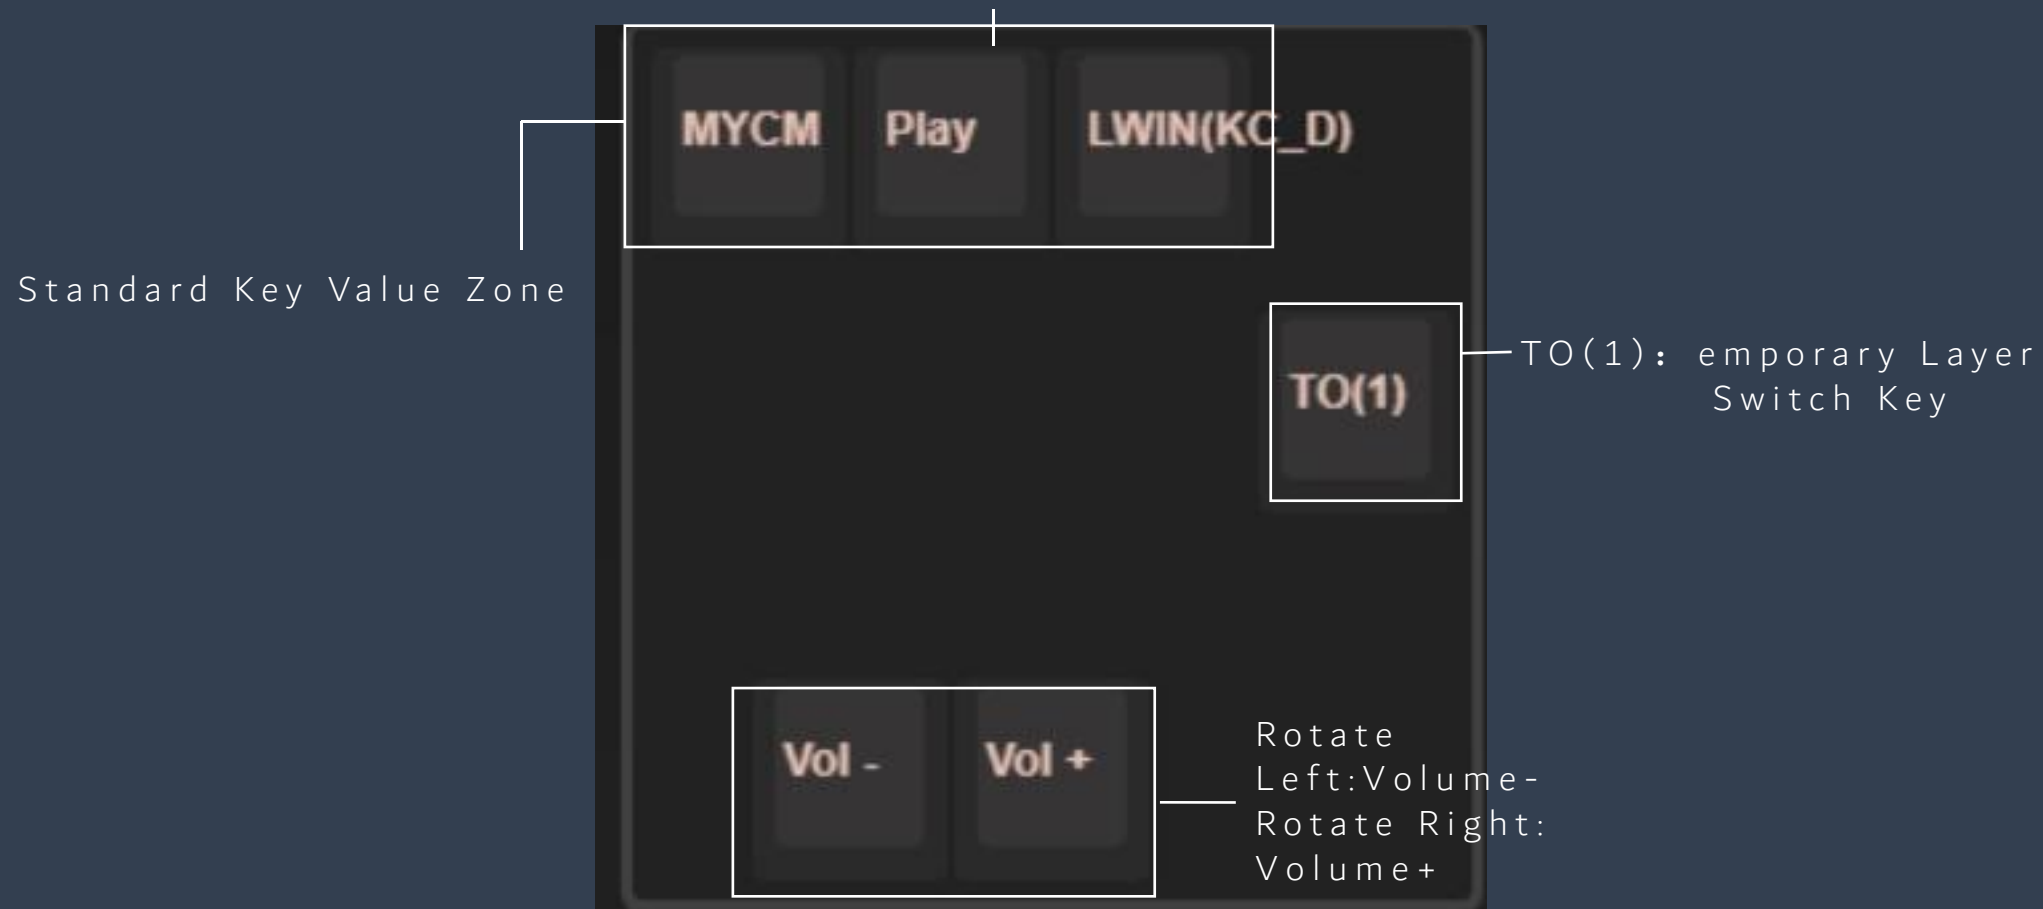 MYCM Play LWIN(KC_D)
Standard Key Value Zone
TO(1)
TO(1)： emporary Layer
Switch Key
Vol - Vol +
Rotate
Left:Volume-
Rotate Right:
Volume+